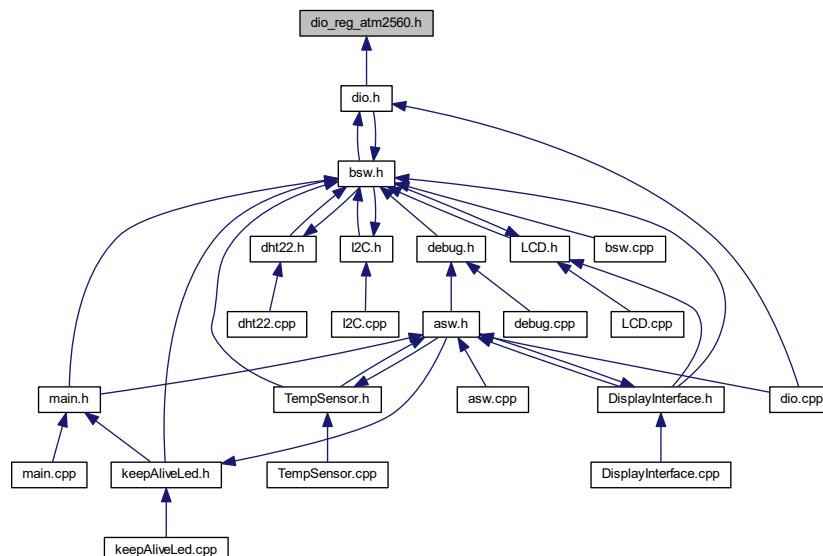 dio_reg_atm2560.h
dio.h
bsw.h
dht22.h
I2C.h
debug.h
LCD.h
bsw.cpp
dht22.cpp
I2C.cpp
asw.h
debug.cpp
LCD.cpp
main.h
TempSensor.h
asw.cpp
DisplayInterface.h
dio.cpp
main.cpp
keepAliveLed.h
TempSensor.cpp
DisplayInterface.cpp
keepAliveLed.cpp